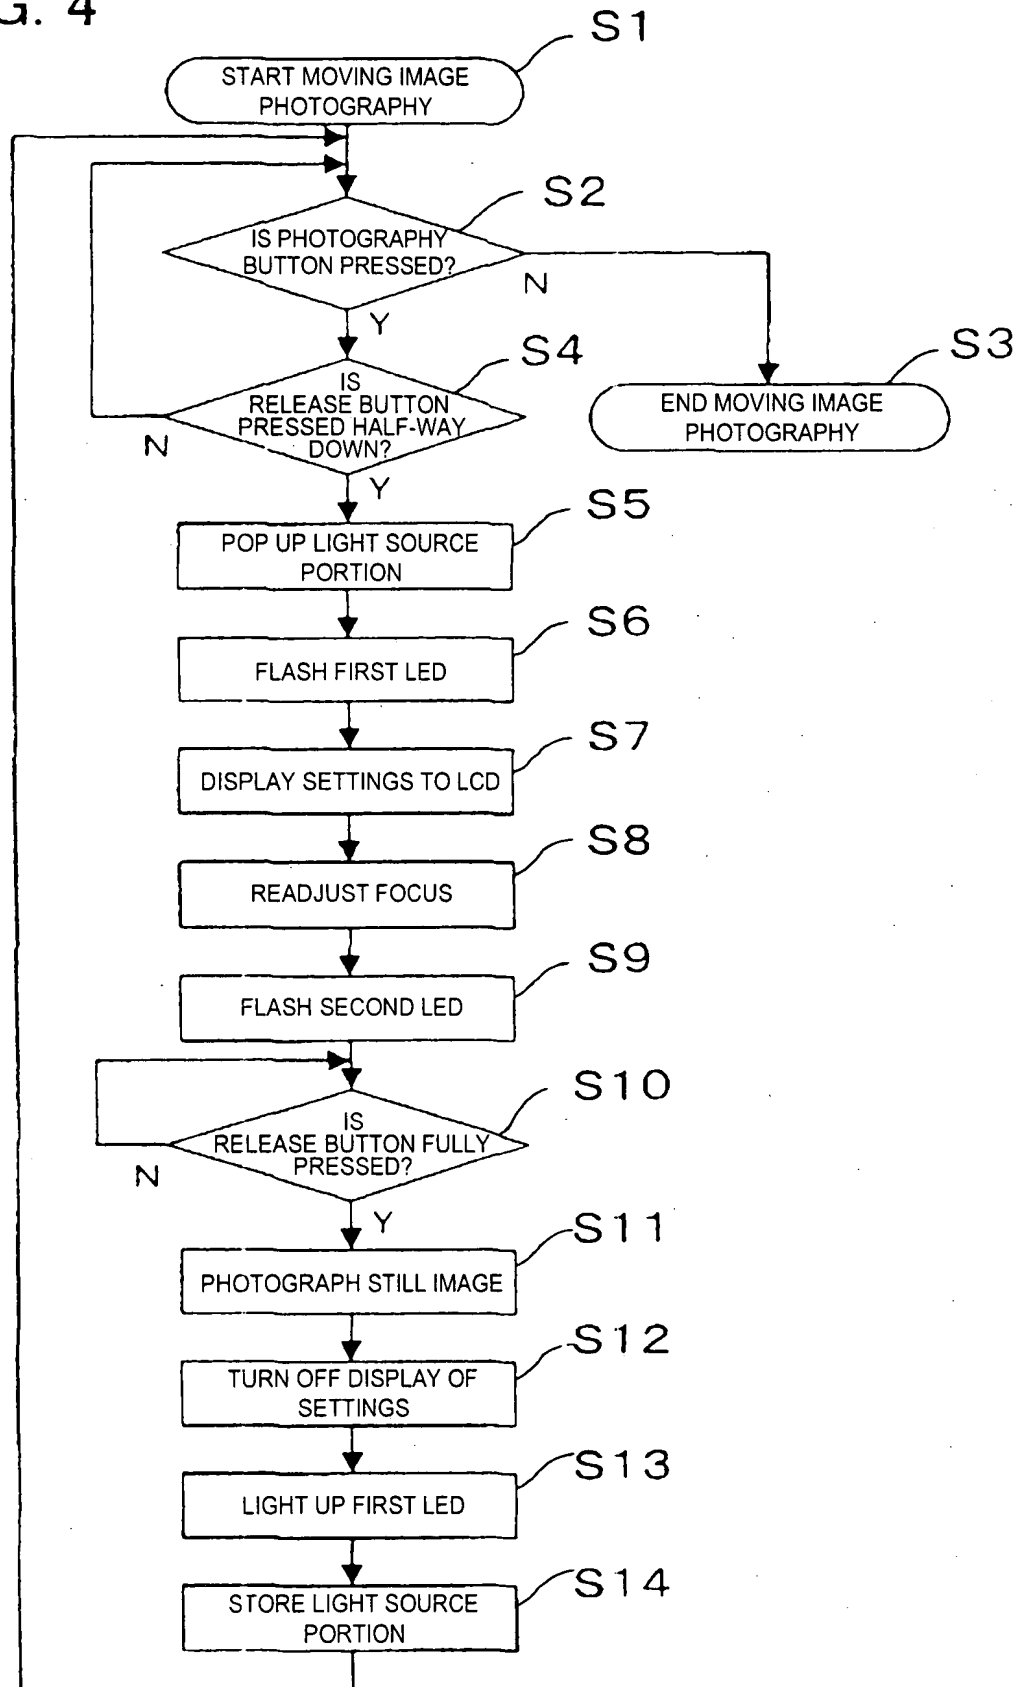 G. 4
S1
START MOVING IMAGE
PHOTOGRAPHY
S2
IS PHOTOGRAPHY
BUTTON PRESSED?
N
Y
S3
END MOVING IMAGE
PHOTOGRAPHY
S4
IS
RELEASE BUTTON
PRESSED HALF-WAY
DOWN?
N
Y
S5
POP UP LIGHT SOURCE
PORTION
S6
FLASH FIRST LED
S7
DISPLAY SETTINGS TO LCD
S8
READJUST FOCUS
S9
FLASH SECOND LED
S10
IS
RELEASE BUTTON FULLY
PRESSED?
N
Y
S11
PHOTOGRAPH STILL IMAGE
S12
TURN OFF DISPLAY OF
SETTINGS
S13
LIGHT UP FIRST LED
S14
STORE LIGHT SOURCE
PORTION